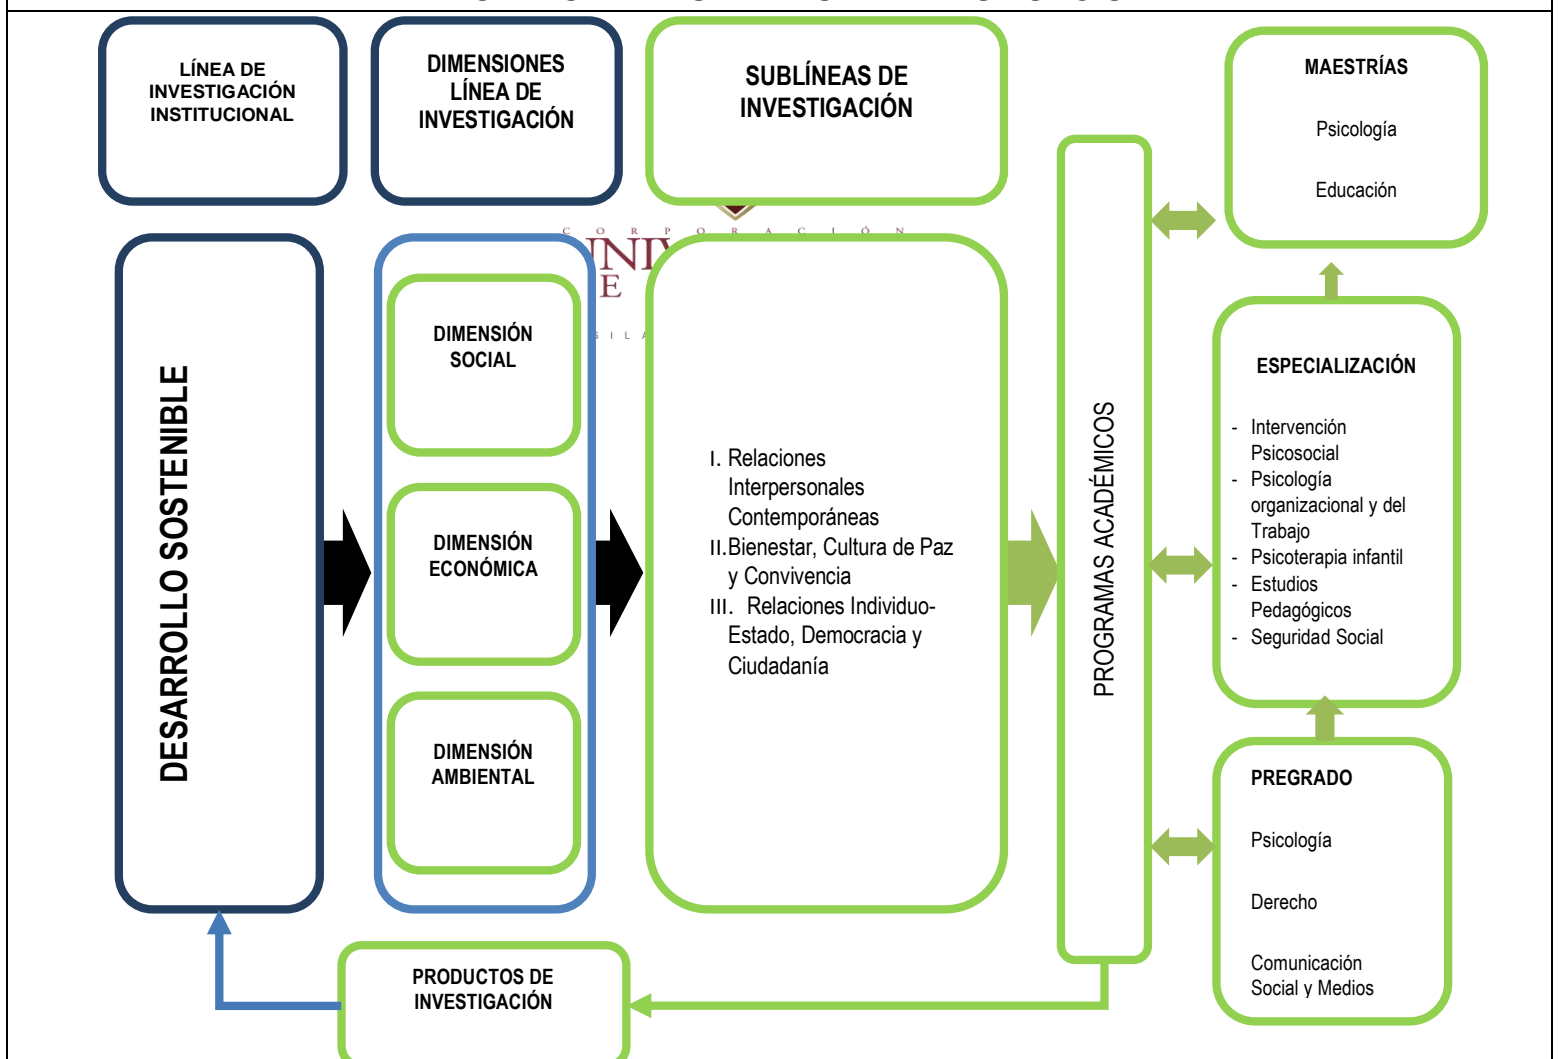 LÍNEA DE
INVESTIGACIÓN
INSTITUCIONAL
DIMENSIONES
LÍNEA DE
INVESTIGACIÓN
SUBLÍNEAS DE
INVESTIGACIÓN
MAESTRÍAS
Psicología
Educación
CORPORACIÓN
DESARROLLO SOSTENIBLE
DIMENSIÓN
SOCIAL
DIMENSIÓN
ECONÓMICA
DIMENSIÓN
AMBIENTAL
I. Relaciones
Interpersonales
Contemporáneas
II.Bienestar, Cultura de Paz
y Convivencia
III. Relaciones Individuo-
Estado, Democracia y
Ciudadanía
PROGRAMAS ACADÉMICOS
ESPECIALIZACIÓN
- Intervención
Psicosocial
- Psicología
organizacional y del
Trabajo
- Psicoterapia infantil
- Estudios
Pedagógicos
- Seguridad Social
PREGRADO
Psicología
Derecho
Comunicación
Social y Medios
PRODUCTOS DE
INVESTIGACIÓN